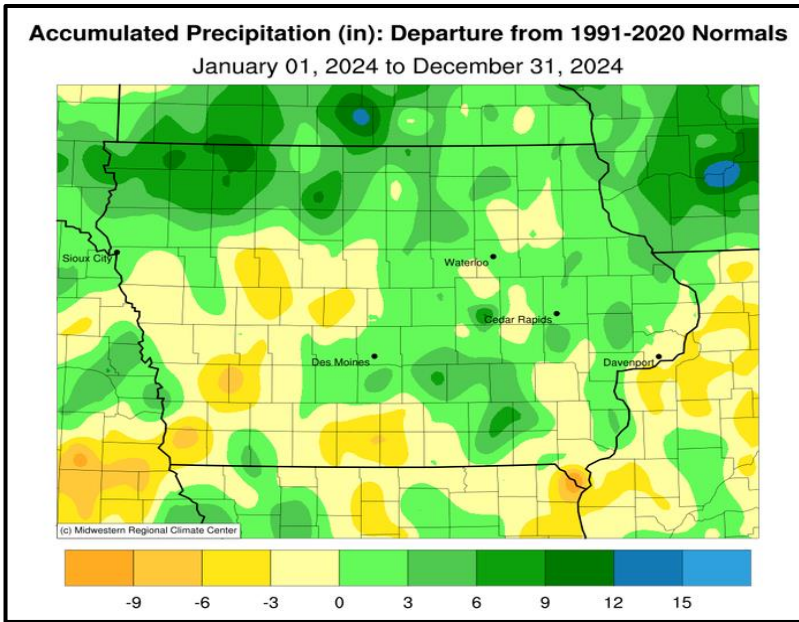 Accumulated Precipitation (in): Departure from 1991-2020 Normals
January 01, 2024 to December 31, 2024
Sioux City
Waterloo
Cedar Rapids
Des Moines
Davenport
(c) Midwestern Regional Climate Center
-9 -6 -3 0 3 6 9 12 15